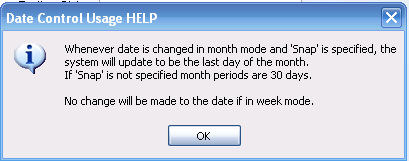 Date Control Usage HELP
Whenever date is changed in month mode and 'Snap' is specified, the
system will update to be the last day of the month.
If 'Snap' is not specified month periods are 30 days.
No change will be made to the date if in week mode.
OK